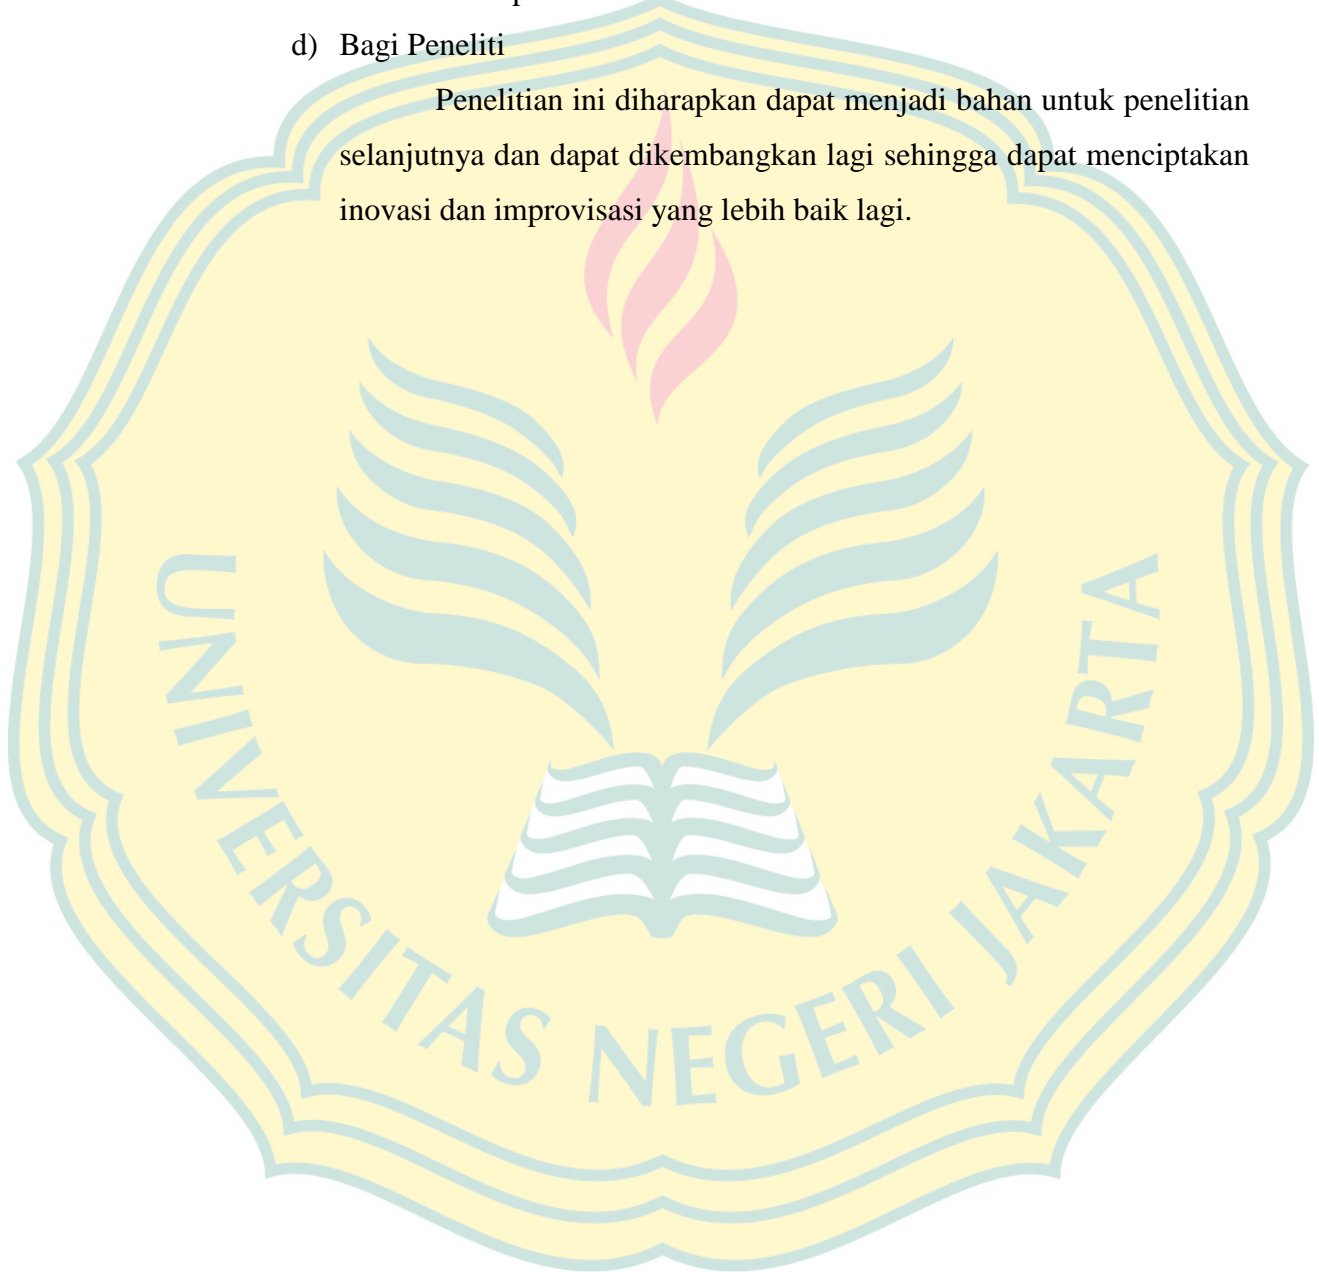 d) Bagi Peneliti
Penelitian ini diharapkan dapat menjadi bahan untuk penelitian
selanjutnya dan dapat dikembangkan lagi sehingga dapat menciptakan
inovasi dan improvisasi yang lebih baik lagi.
UNIVERSITAS NEGERI JAKARTA